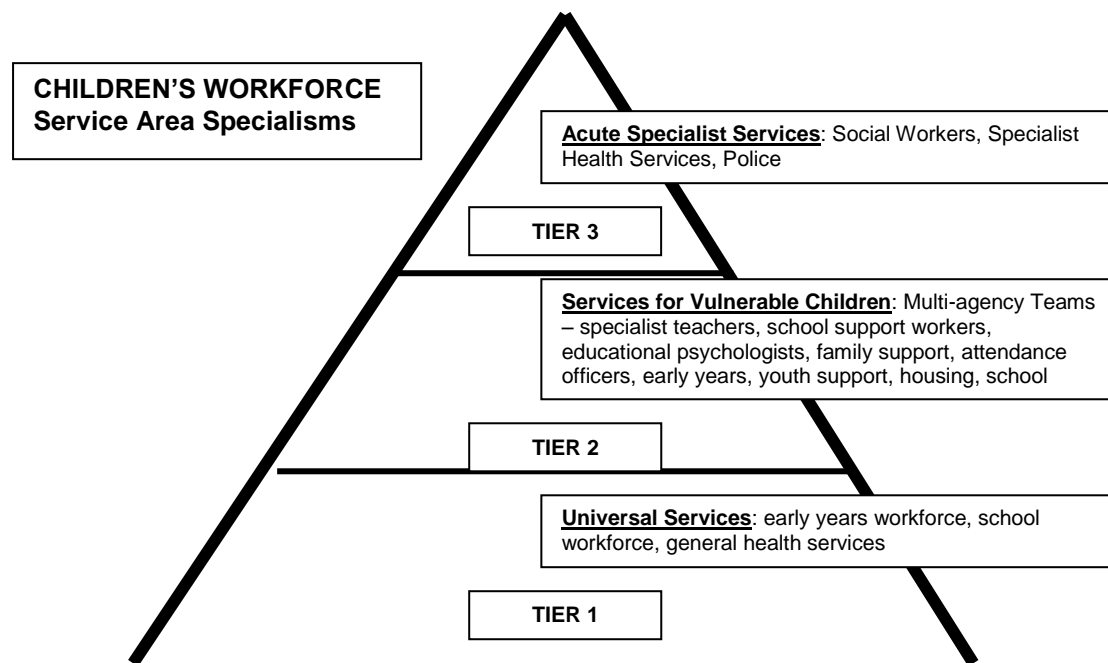 CHILDREN'S WORKFORCE
Service Area Specialisms
Acute Specialist Services: Social Workers, Specialist
Health Services, Police
TIER 3
Services for Vulnerable Children: Multi-agency Teams
– specialist teachers, school support workers,
educational psychologists, family support, attendance
officers, early years, youth support, housing, school
TIER 2
Universal Services: early years workforce, school
workforce, general health services
TIER 1